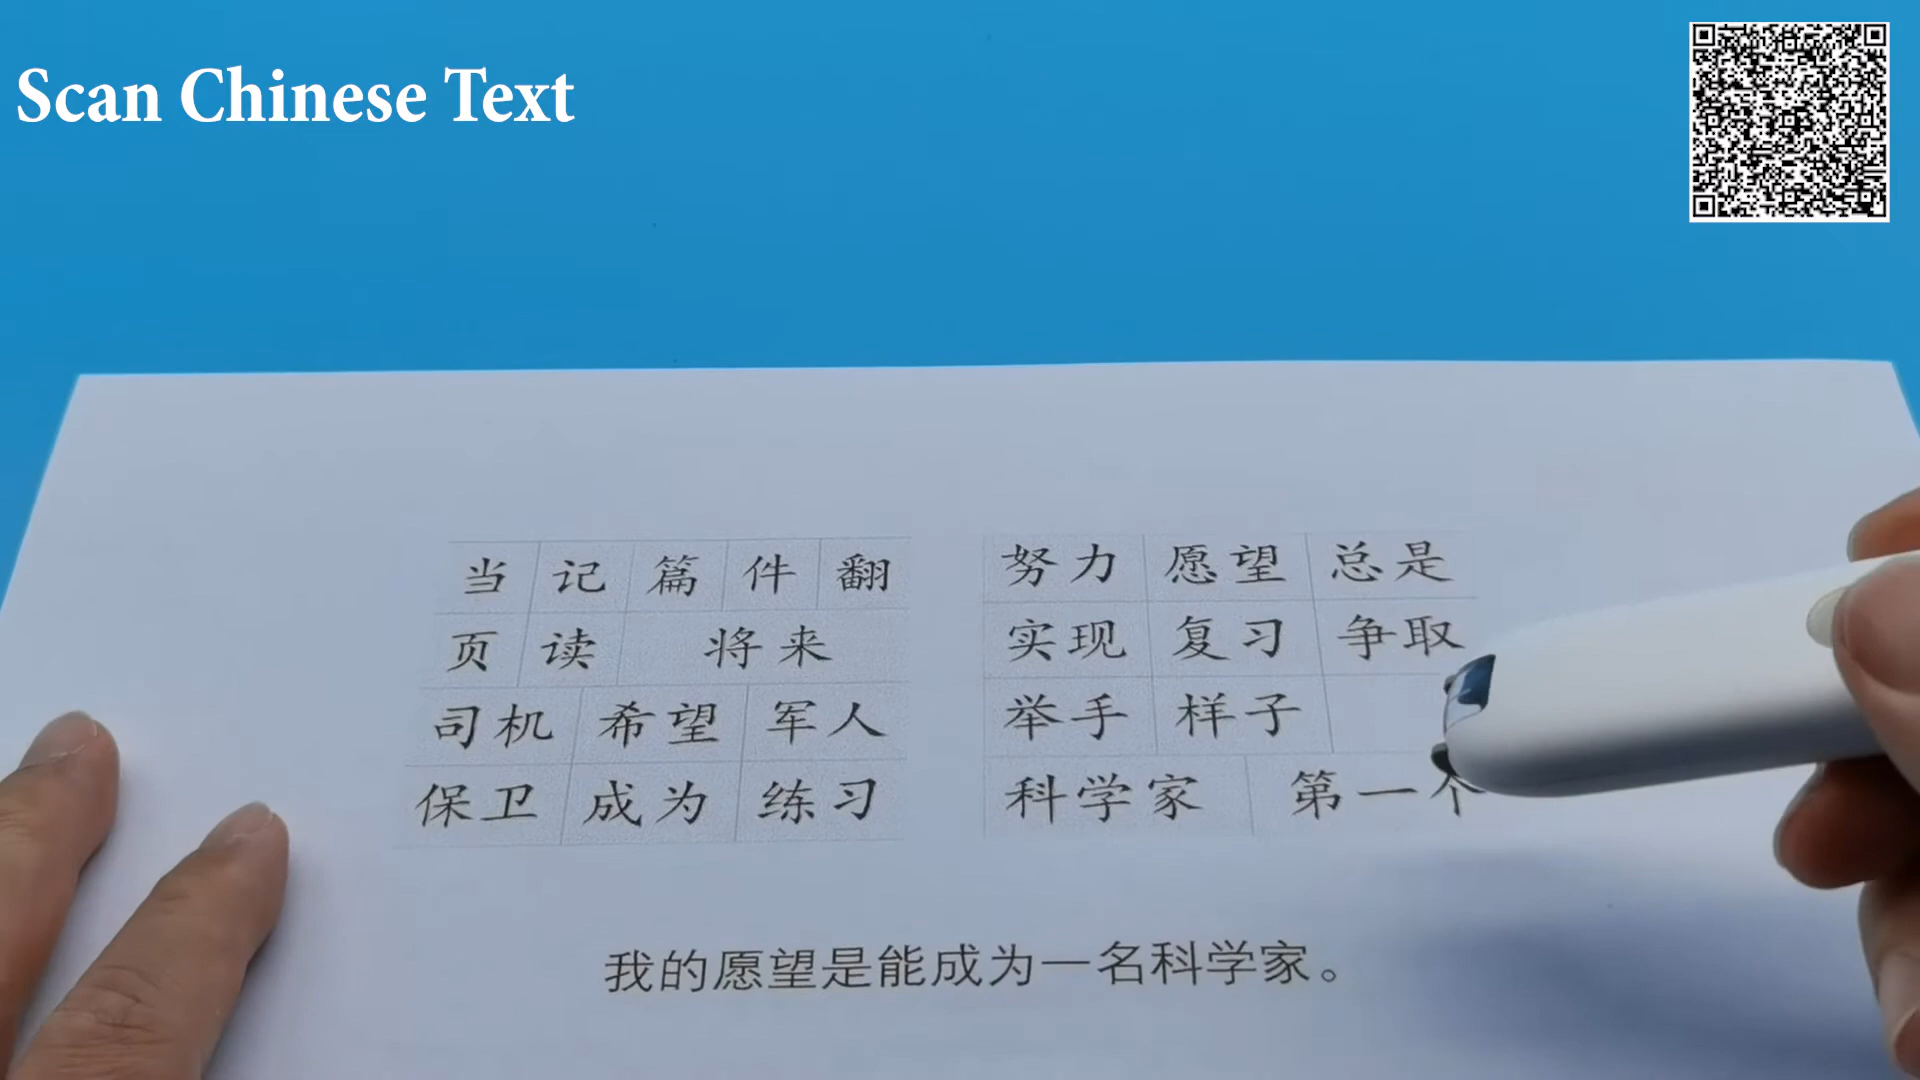 Scan Chinese Text
当 记 篇 件 翻
页 读 将来
司机 希望 军人
保卫 成为 练习
努力 愿望 总是
实现 复习 争取
举手 样子
科学家 第一个
我的愿望是能成为一名科学家。